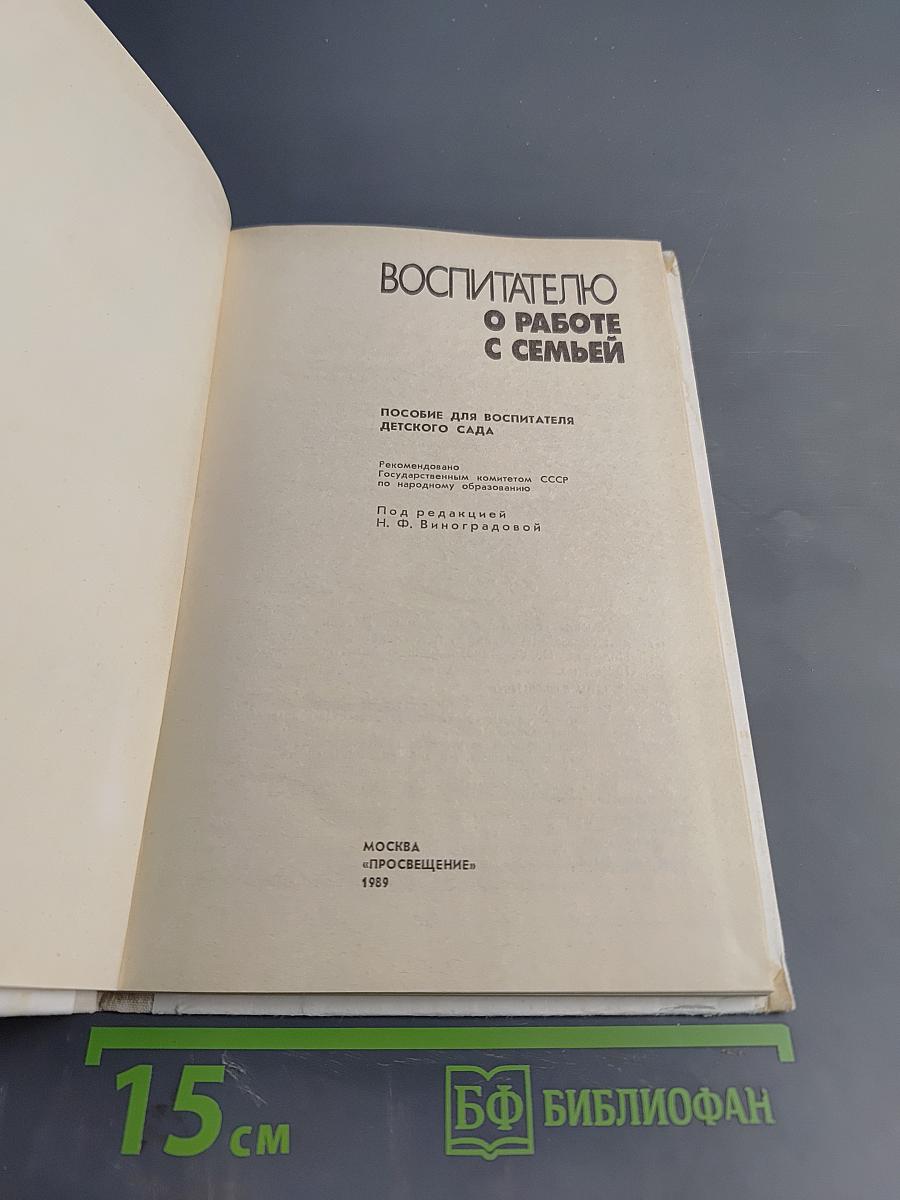 ВОСПИТАТЕЛЮ
О РАБОТЕ
С СЕМЬЕЙ
ПОСОБИЕ ДЛЯ ВОСПИТАТЕЛЯ
ДЕТСКОГО САДА
Рекомендовано
Государственным комитетом СССР
по народному образованию
Под редакцией
Н. Ф. Виноградовой
МОСКВА
«ПРОСВЕЩЕНИЕ»
1989
15 см
БФ БИБЛИОФАН